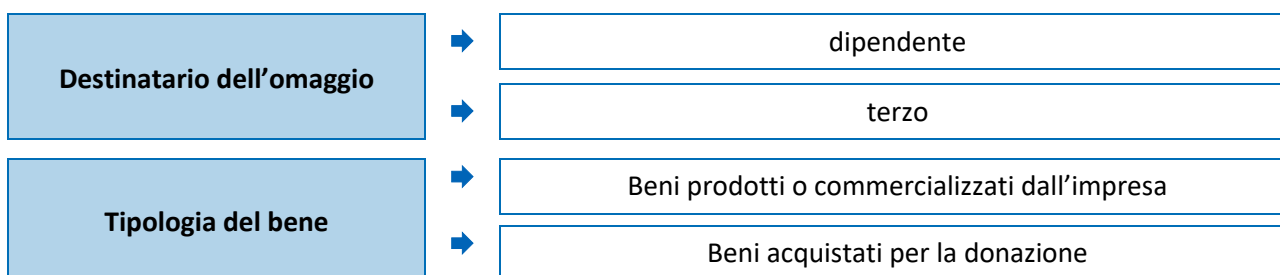 Destinatario dell’omaggio
dipendente
terzo
Tipologia del bene
Beni prodotti o commercializzati dall’impresa
Beni acquistati per la donazione